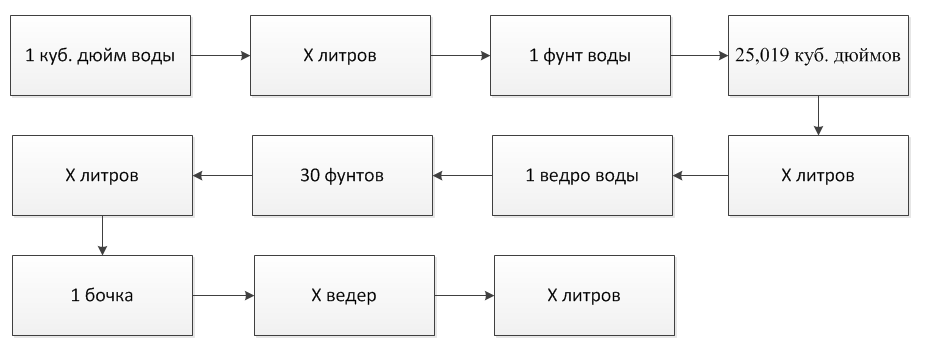 1 куб. дюйм воды
X литров
1 фунт воды
25,019 куб. дюймов
X литров
1 ведро воды
30 фунтов
X литров
1 бочка
X ведер
X литров